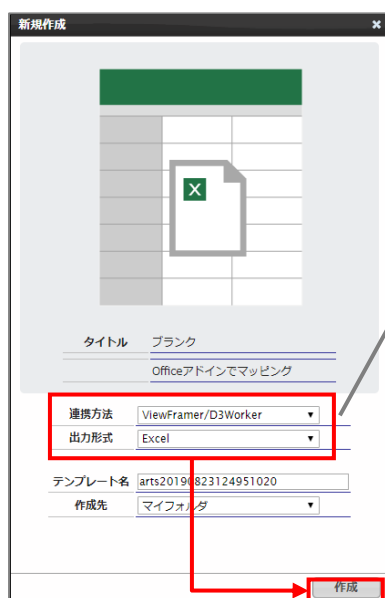 新規作成 ×
X
タイトル ブランク
Officeアドインでマッピング
連携方法 ViewFramer/D3Worker ▼
出力形式 Excel ▼
テンプレート名 arts20190823124951020
作成先 マイフォルダ ▼
作成